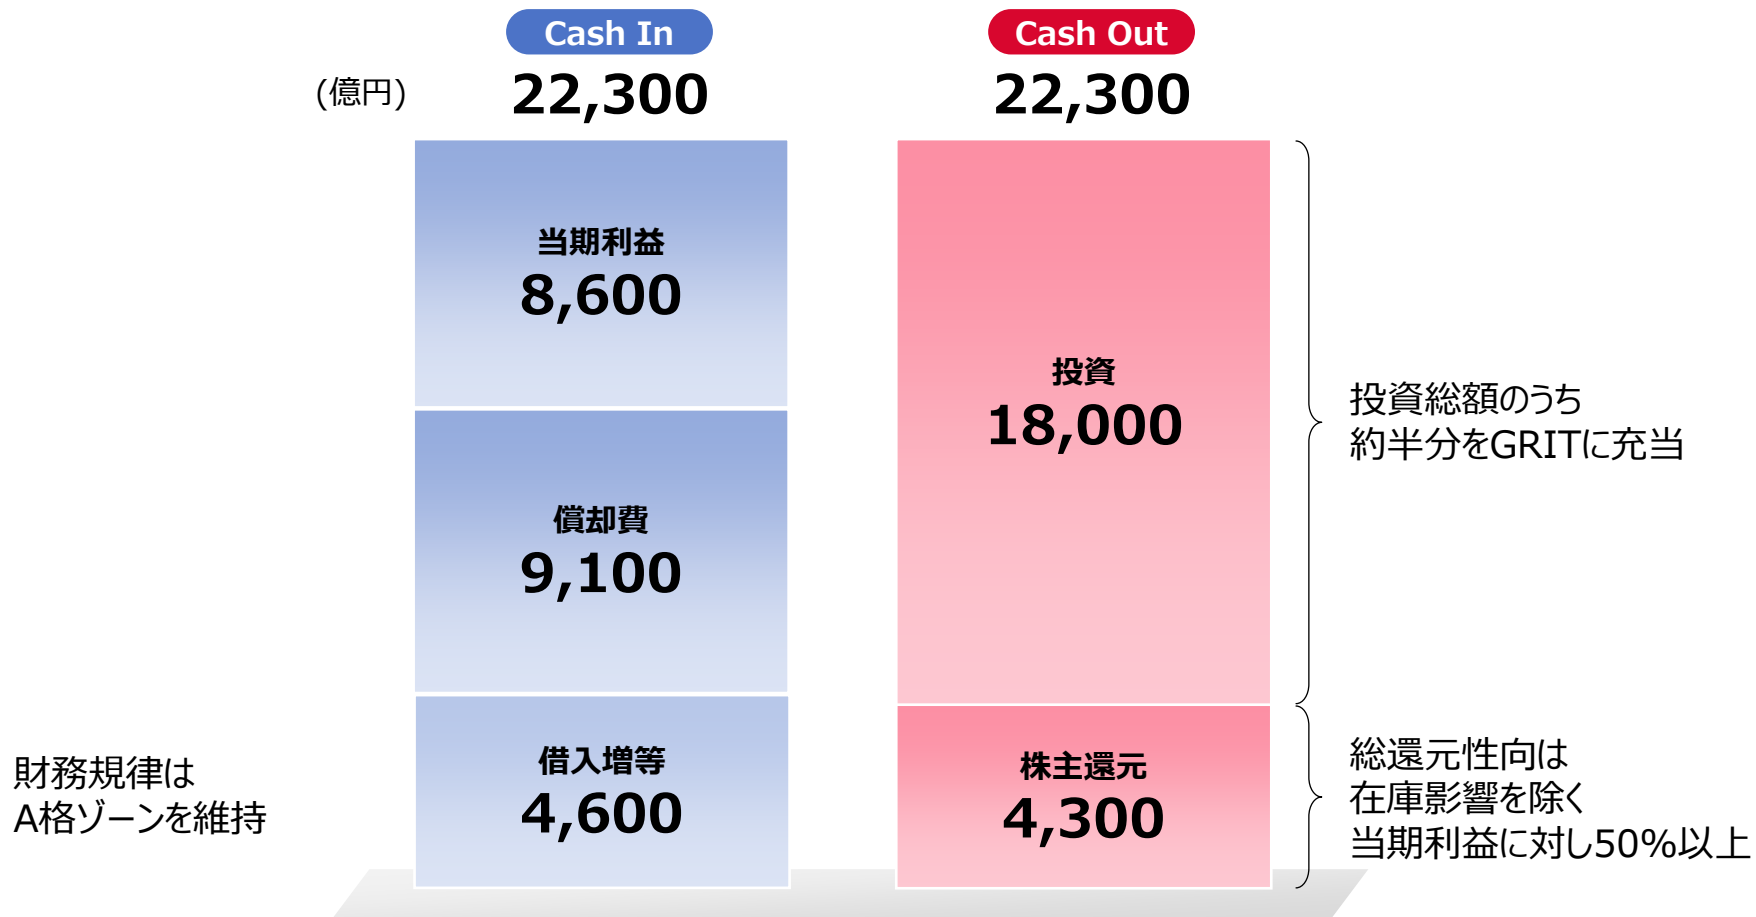 Cash In
Cash Out
(億円)
22,300
22,300
当期利益
8,600
償却費
9,100
借入増等
4,600
財務規律は
A格ゾーンを維持
投資
18,000
株主還元
4,300
投資総額のうち
約半分をGRITに充当
総還元性向は
在庫影響を除く
当期利益に対し50%以上